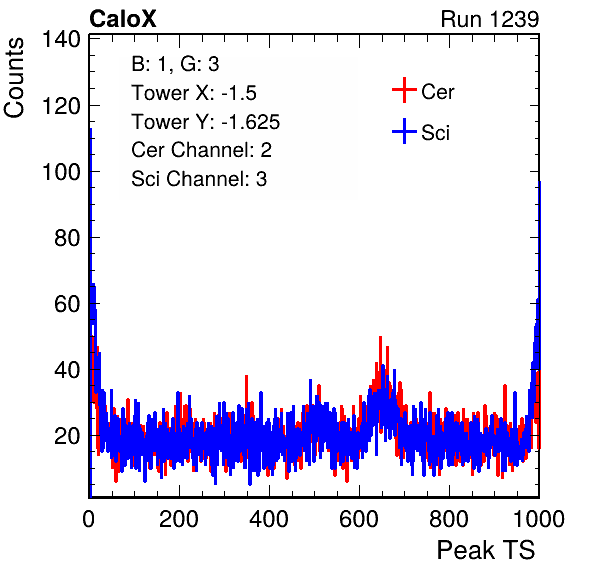 CaloX Run 1239
Counts
140
120
100
80
60
40
20
B: 1, G: 3
Tower X: -1.5
Tower Y: -1.625
Cer Channel: 2
Sci Channel: 3
Cer
Sci
0 200 400 600 800 1000
Peak TS